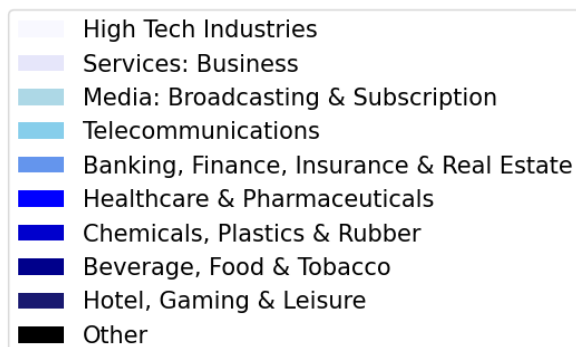 High Tech Industries
Services: Business
Media: Broadcasting & Subscription
Telecommunications
Banking, Finance, Insurance & Real Estate
Healthcare & Pharmaceuticals
Chemicals, Plastics & Rubber
Beverage, Food & Tobacco
Hotel, Gaming & Leisure
Other